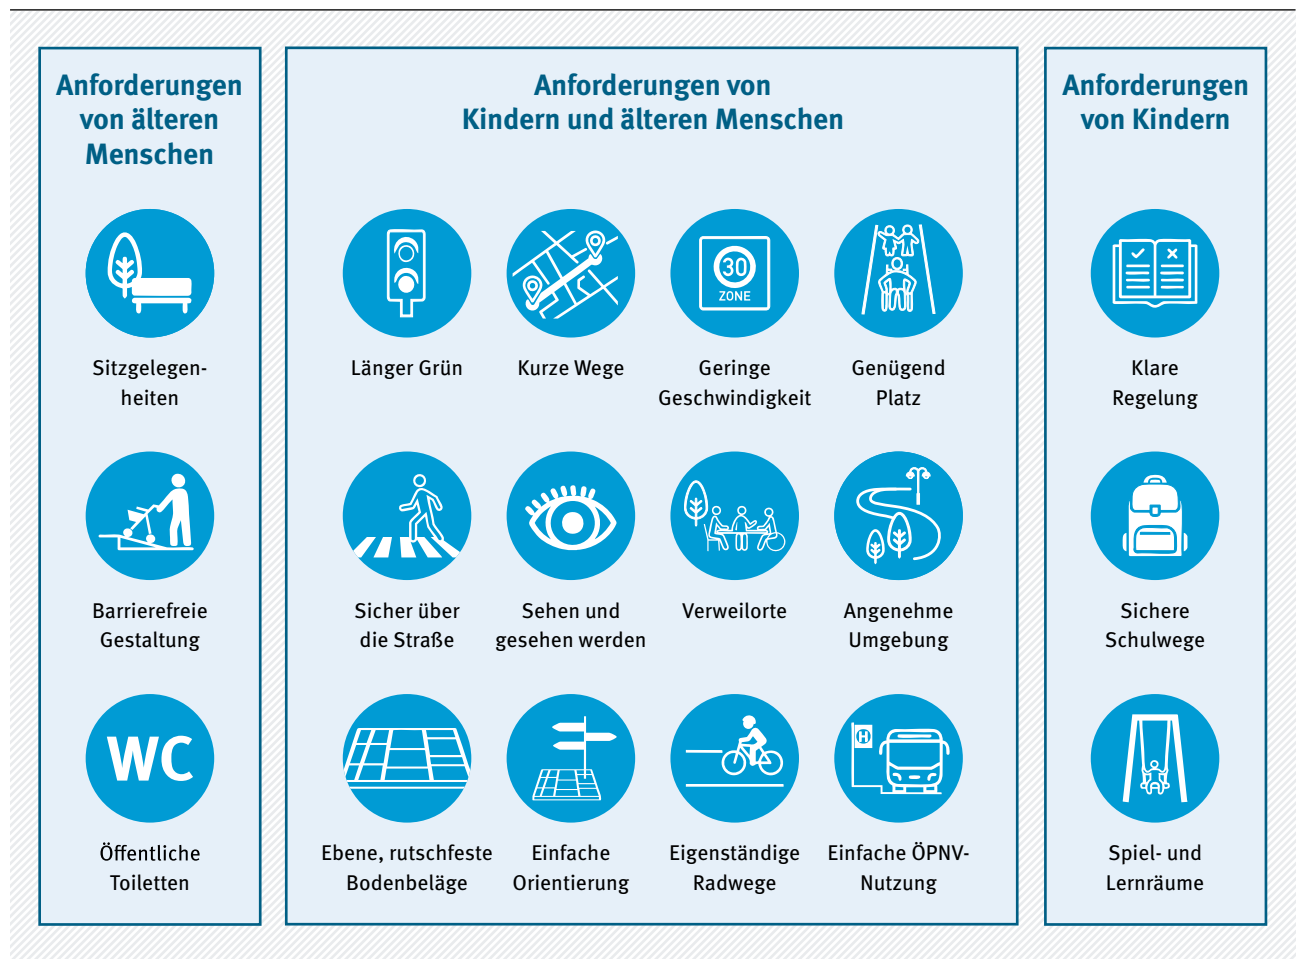 Anforderungen
von älteren
Menschen
Sitzgelegen-
heiten
Barrierefreie
Gestaltung
WC
Öffentliche
Toiletten
Anforderungen von
Kindern und älteren Menschen
Länger Grün
Kurze Wege
30
ZONE
Geringe
Geschwindigkeit
Genügend
Platz
Sicher über
die Straße
Sehen und
gesehen werden
Verweilorte
Angenehme
Umgebung
Ebene, rutschfeste
Bodenbeläge
Einfache
Orientierung
Eigenständige
Radwege
H
Einfache ÖPNV-
Nutzung
Anforderungen
von Kindern
Klare
Regelung
Sichere
Schulwege
Spiel- und
Lernräume